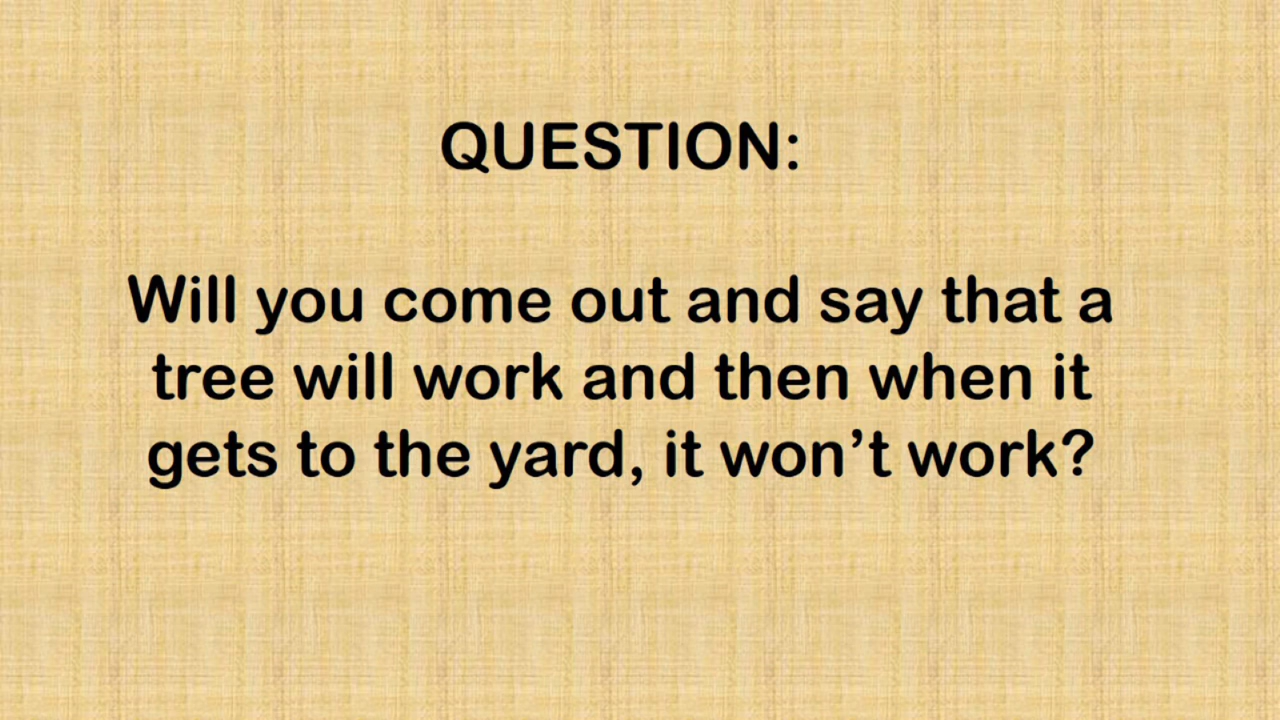 QUESTION:
Will you come out and say that a
tree will work and then when it
gets to the yard, it won’t work?